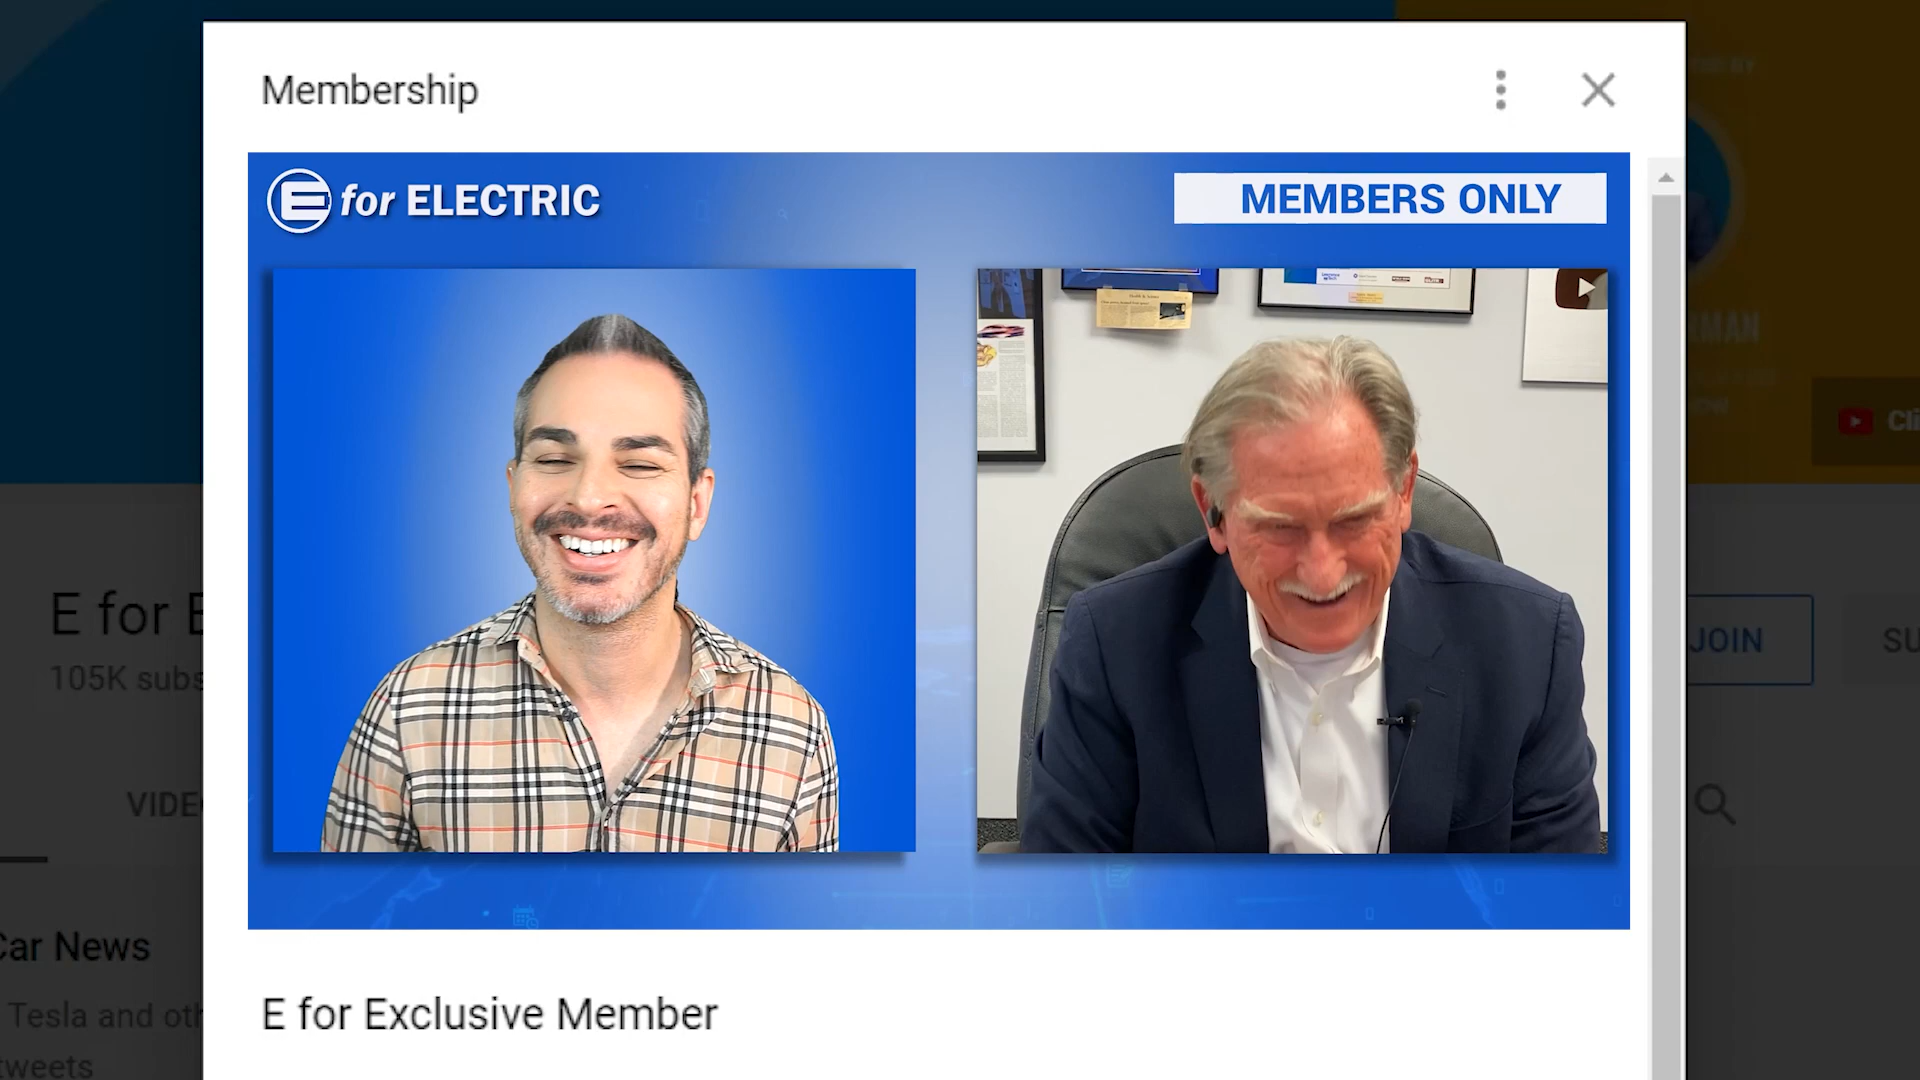 Membership
E for ELECTRIC
MEMBERS ONLY
E for E
105K subs
JOIN
SU
VIDE
Car News
Tesla and oth
tweets
Cli
E for Exclusive Member